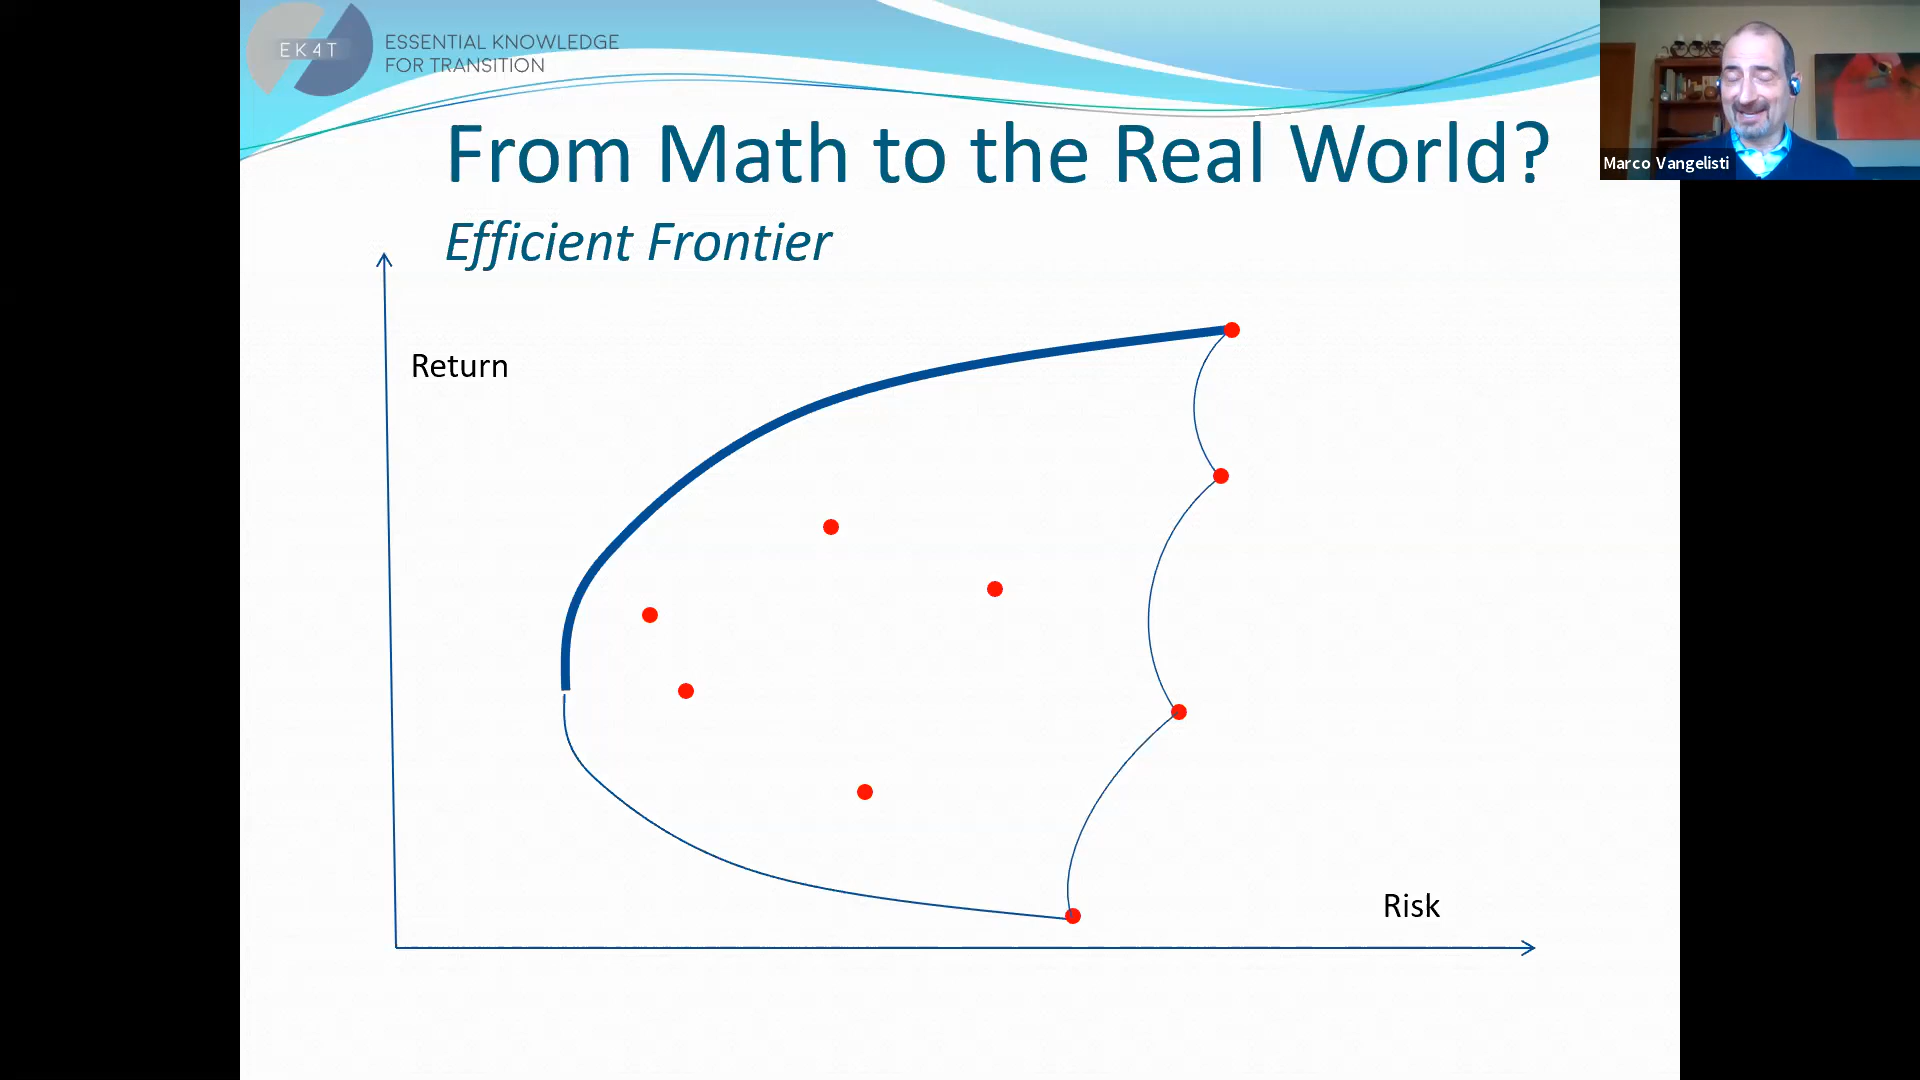 EK4T
ESSENTIAL KNOWLEDGE
FOR TRANSITION
From Math to the Real World?
Efficient Frontier
Return
Risk
Marco Vangelisti